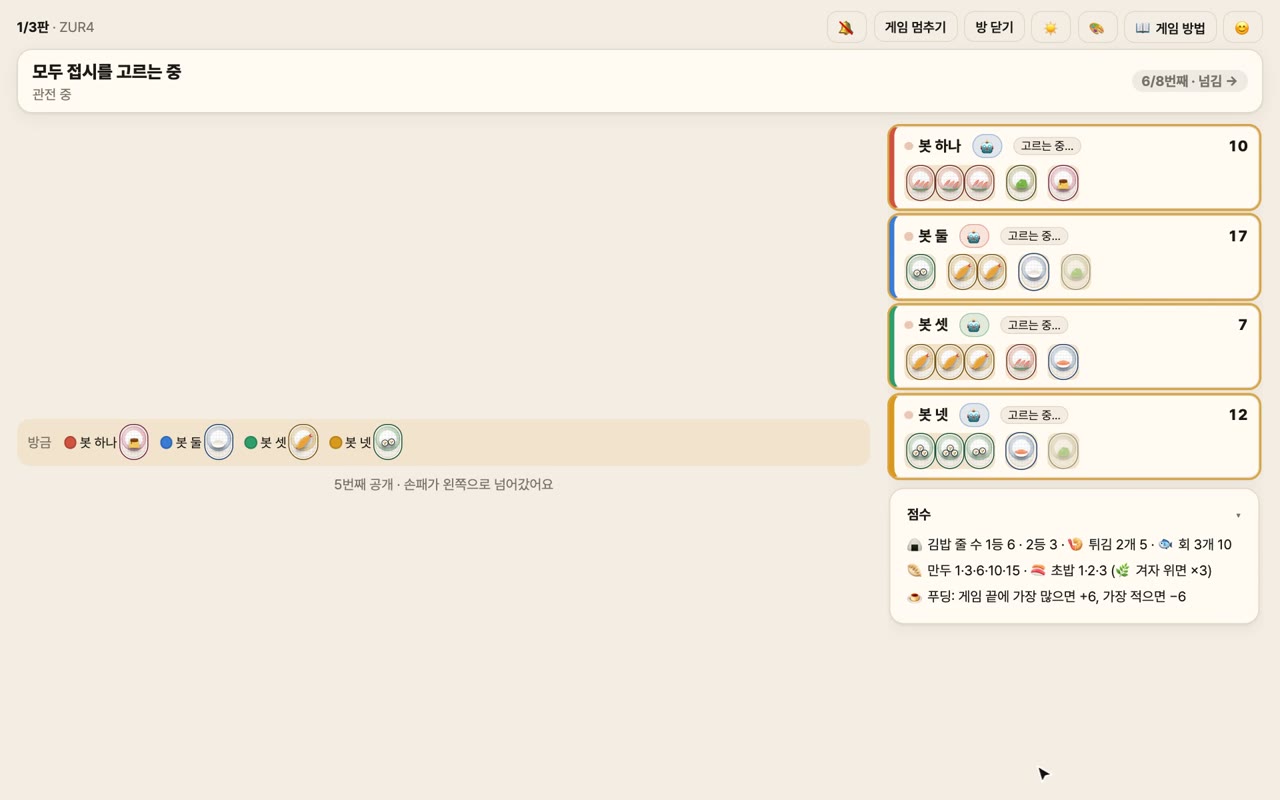 1/3판 · ZUR4
게임 멈추기
방 닫기
게임 방법
모두 접시를 고르는 중
관전 중
6/8번째 · 넘김 →
방금 봇 하나 봇 둘 봇 셋 봇 넷
5번째 공개 · 손패가 왼쪽으로 넘어갔어요
봇 하나 고르는 중... 10
봇 둘 고르는 중... 17
봇 셋 고르는 중... 7
봇 넷 고르는 중... 12
점수
김밥 줄 수 1등 6 · 2등 3 · 튀김 2개 5 · 회 3개 10
만두 1·3·6·10·15 · 초밥 1·2·3 (겨자 위면 ×3)
푸딩: 게임 끝에 가장 많으면 +6, 가장 적으면 −6